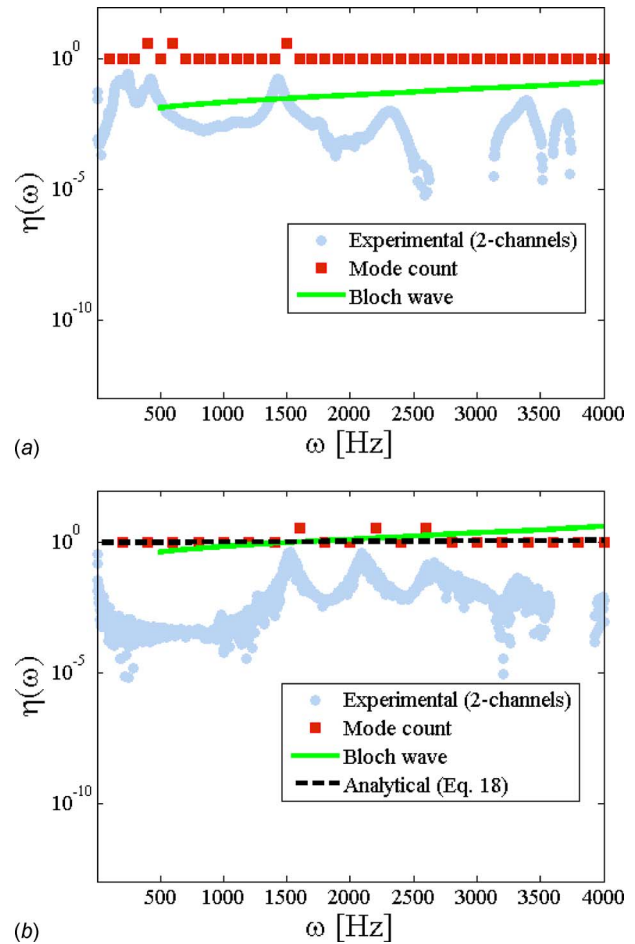 10^0
10^-5
10^-10
η(ω)
Experimental (2-channels)
Mode count
Bloch wave
500 1000 1500 2000 2500 3000 3500 4000
ω [Hz]
(a)
10^0
10^-5
10^-10
η(ω)
Experimental (2-channels)
Mode count
Bloch wave
Analytical (Eq. 18)
500 1000 1500 2000 2500 3000 3500 4000
ω [Hz]
(b)